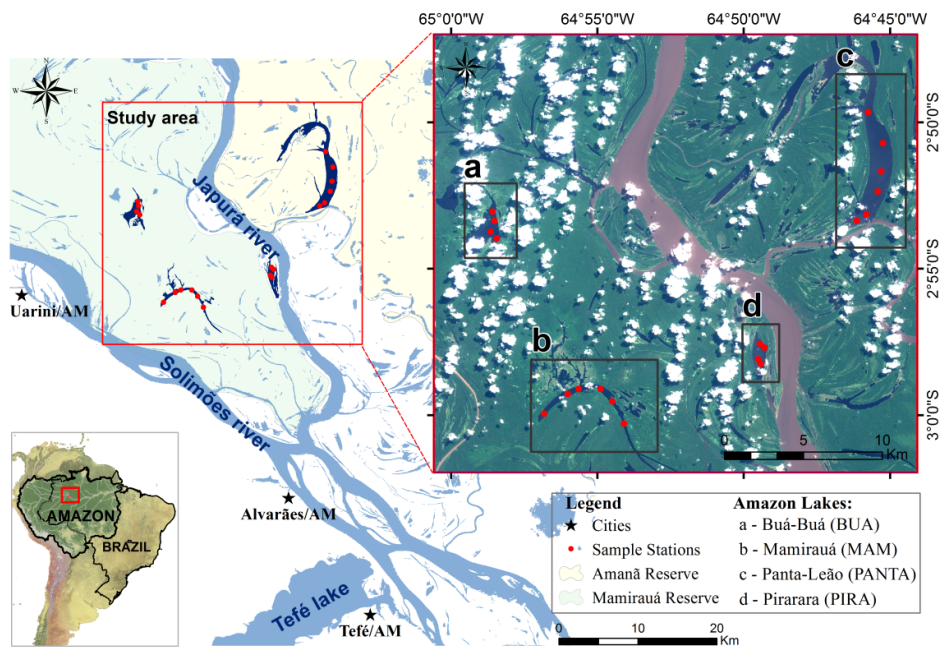 65°0'0"W
64°55'0"W
64°50'0"W
64°45'0"W
N
W
E
S
Study area
Japurá river
Uarini/AM
Solimões river
Alvarães/AM
Tefé lake
Tefé/AM
AMAZON
BRAZIL
a
b
c
d
2°50'0"S
2°55'0"S
3°0'0"S
0
5
10
Km
Legend
Cities
Sample Stations
Amanã Reserve
Mamirauá Reserve
Amazon Lakes:
a - Buá-Buá (BUA)
b - Mamirauá (MAM)
c - Panta-Leão (PANTA)
d - Pirarara (PIRA)
0
10
20
Km